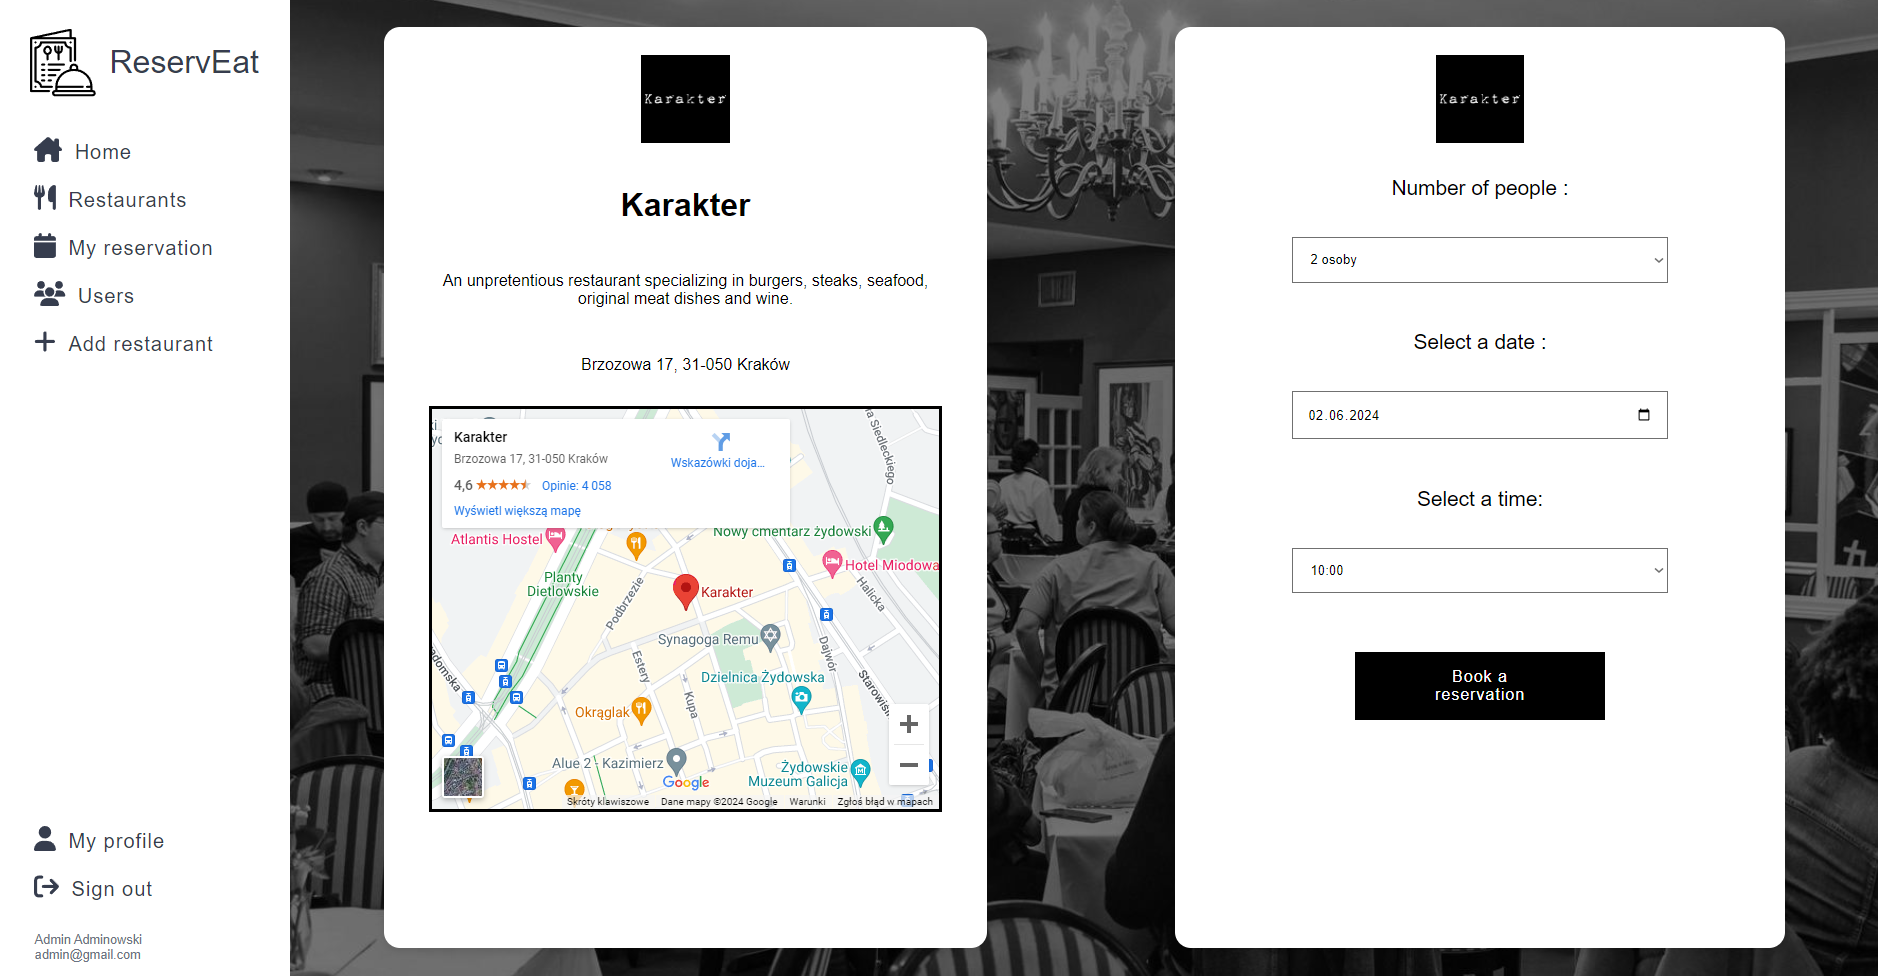 ReservEat
Home
Restaurants
My reservation
Users
Add restaurant
My profile
Sign out
Admin Adminowski
admin@gmail.com
Karakter
Karakter
An unpretentious restaurant specializing in burgers, steaks, seafood,
original meat dishes and wine.
Brzozowa 17, 31-050 Kraków
Karakter
Brzozowa 17, 31-050 Kraków
4,6
Opinie: 4 058
Wyświetl większą mapę
Wskazówki doja...
Atlantis Hostel
Nowy cmentarz żydowski
Hotel Miodowa
Planty
Dietlowskie
Podbrzezie
Halicka
Karakter
Synagoga Remu
Dajwór
Estery
Dzielnica Żydowska
Kupa
Okrąglak
Alue 2 - Kazimierz
Żydowskie
Muzeum Galicja
Google
Skróty klawiszowe
Dane mapy ©2024 Google
Warunki
Zgłoś błąd w mapach
Karakter
Number of people :
2 osoby
Select a date :
02.06.2024
Select a time:
10:00
Book a
reservation